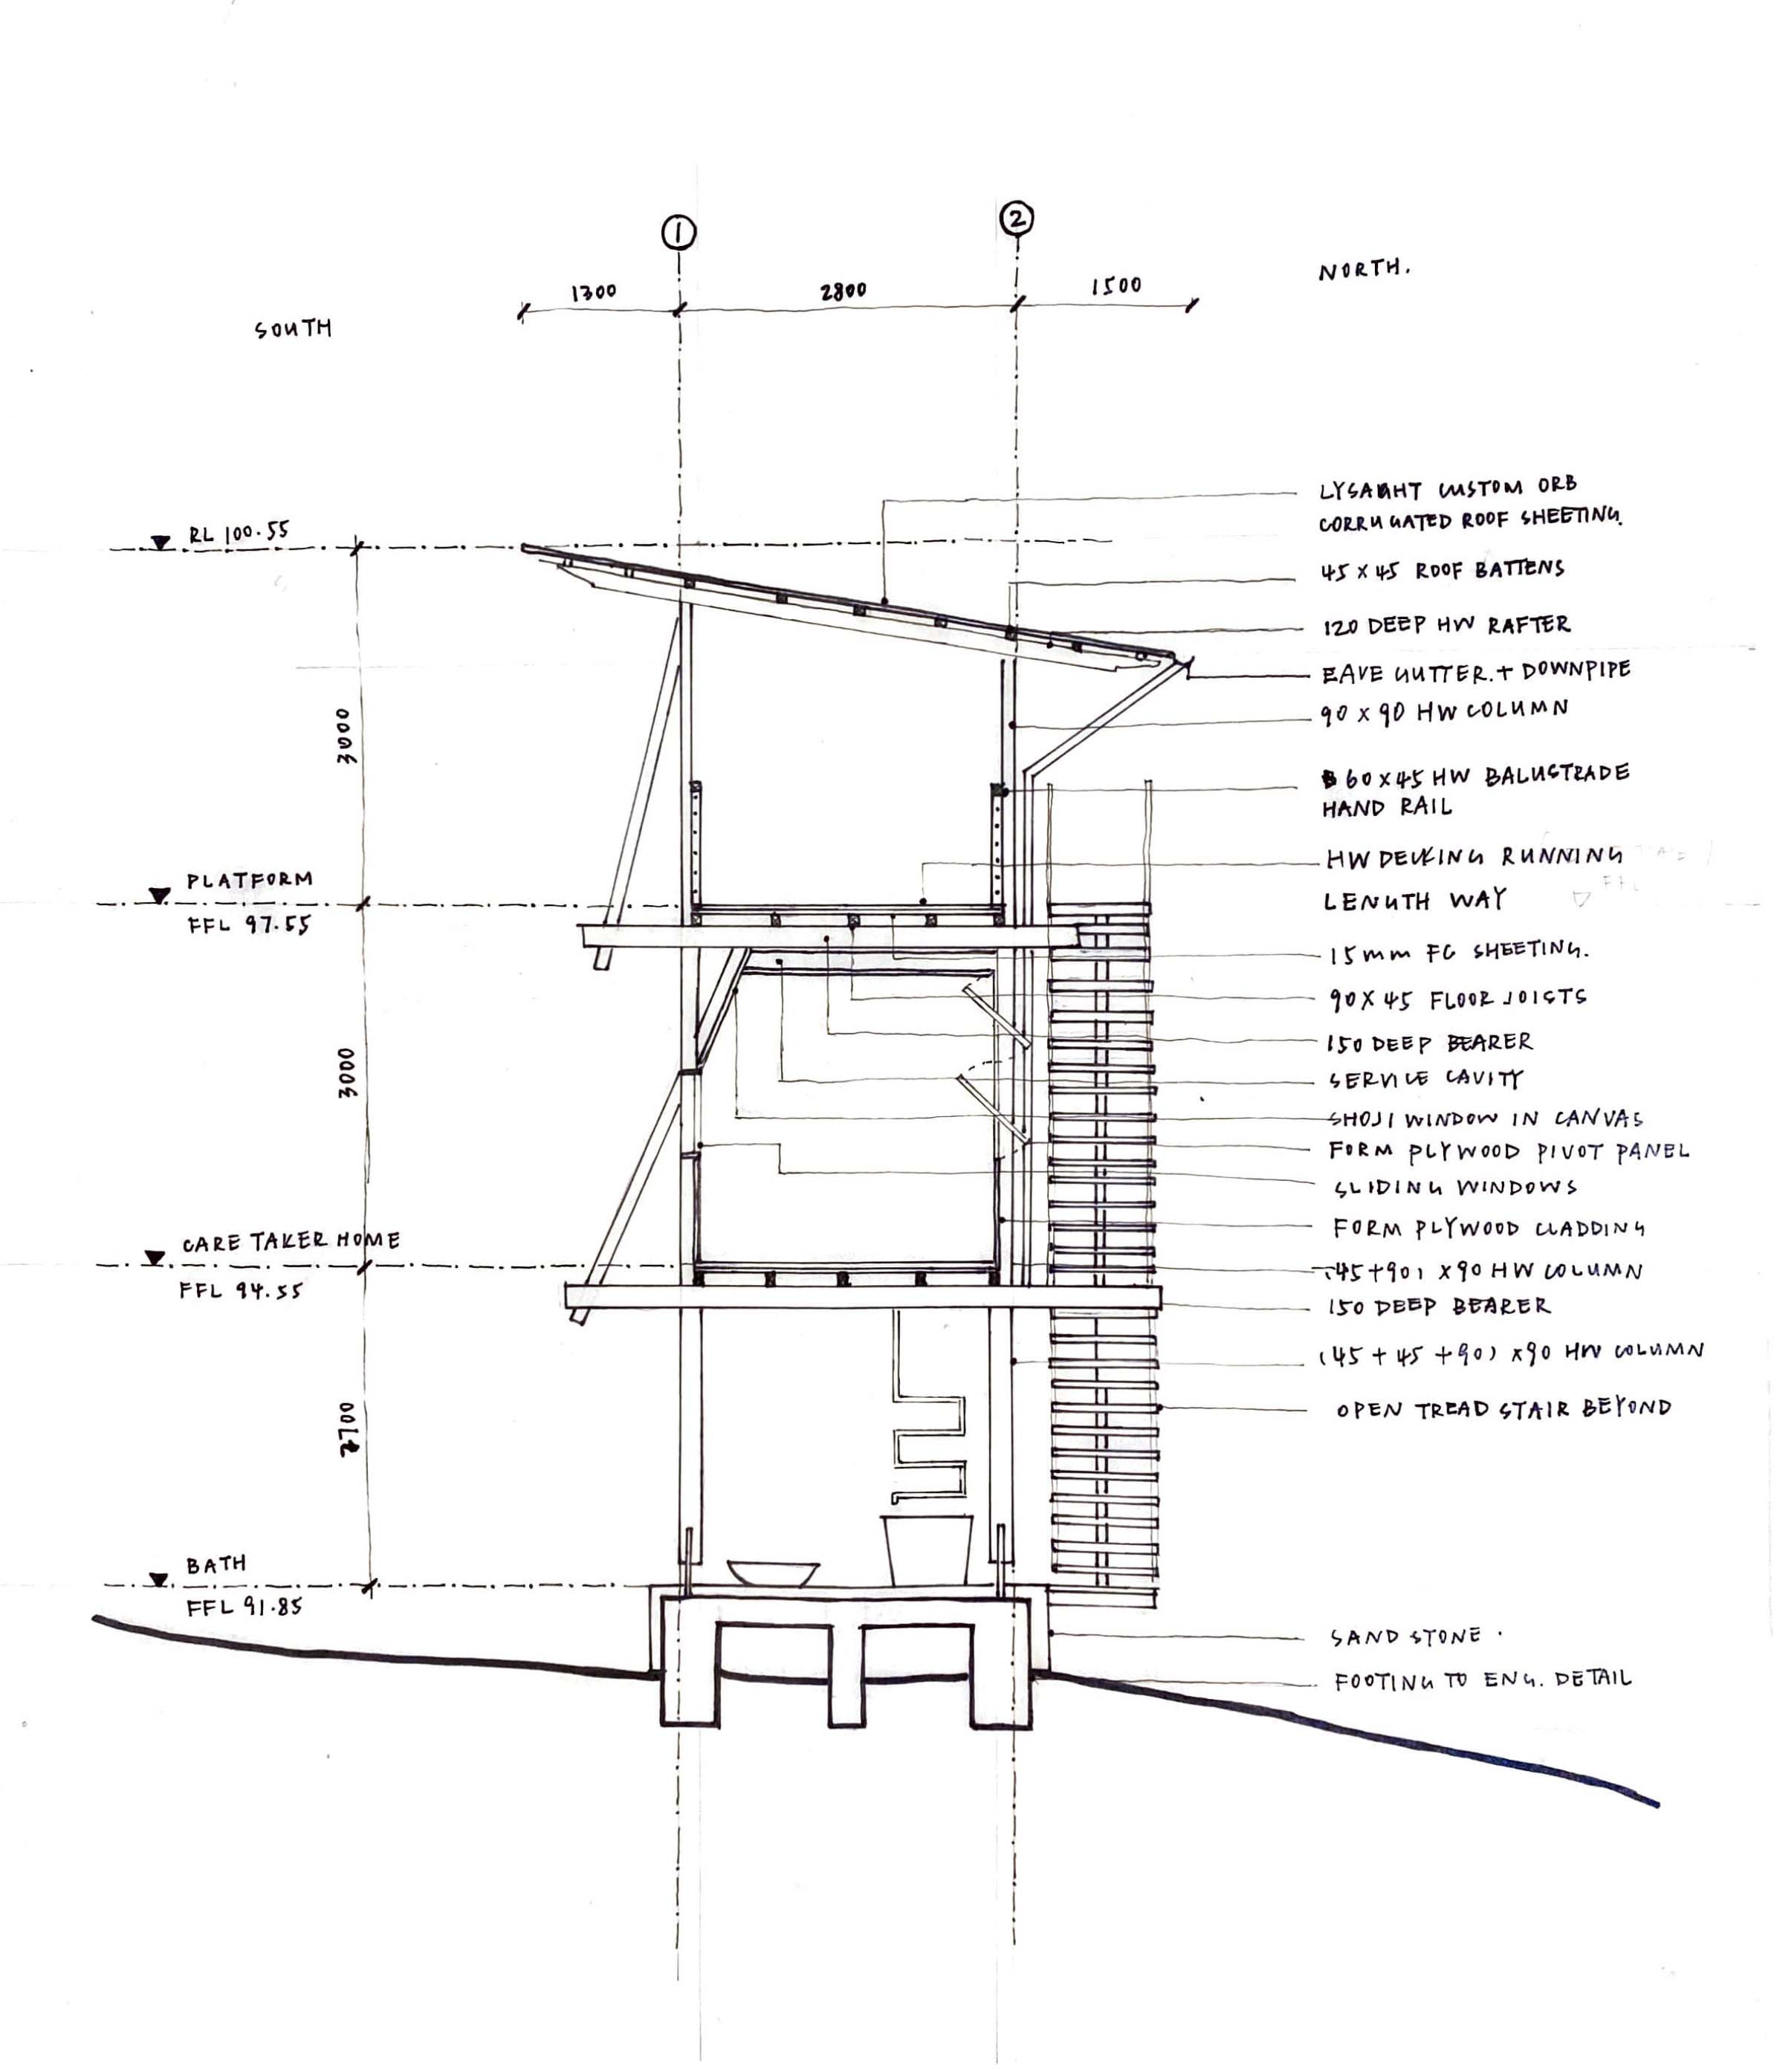 1
2
NORTH.
1300
2800
1500
SOUTH
LYSAGHT CUSTOM ORB
CORRUGATED ROOF SHEETING.
RL 100.55
45 X 45 ROOF BATTENS
120 DEEP HW RAFTER
EAVE GUTTER. + DOWNPIPE
90 X 90 HW COLUMN
3000
60 X 45 HW BALUSTRADE
HAND RAIL
HW DECKING RUNNING
LENGTH WAY
PLATFORM
FFL 97.55
15mm FC SHEETING.
90 X 45 FLOOR JOISTS
150 DEEP BEARER
SERVICE CAVITY
3000
SHOJI WINDOW IN CANVAS
FORM PLYWOOD PIVOT PANEL
SLIDING WINDOWS
FORM PLYWOOD CLADDING
CARE TAKER HOME
FFL 94.55
(45+90) X 90 HW COLUMN
150 DEEP BEARER
(45 + 45 + 90) X 90 HW COLUMN
OPEN TREAD STAIR BEYOND
2700
BATH
FFL 91.85
SAND STONE .
FOOTING TO ENG. DETAIL